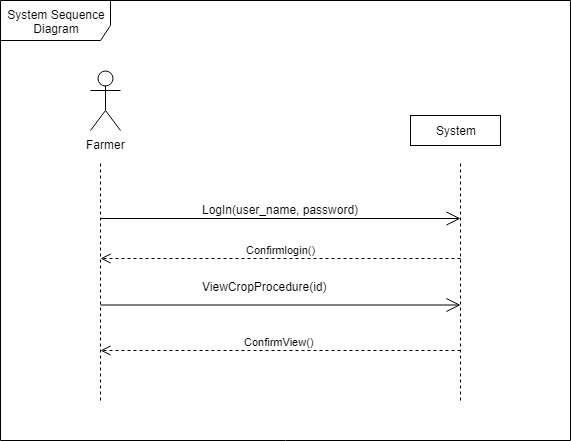 System Sequence
Diagram
Farmer
System
LogIn(user_name, password)
Confirmlogin()
ViewCropProcedure(id)
ConfirmView()